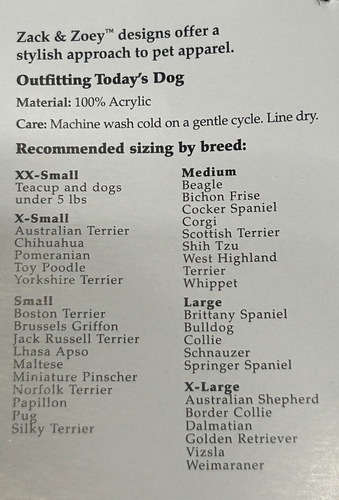 Zack & Zoey™ designs offer a
stylish approach to pet apparel.
Outfitting Today's Dog
Material: 100% Acrylic
Care: Machine wash cold on a gentle cycle. Line dry.
Recommended sizing by breed:
XX-Small
Teacup and dogs
under 5 lbs
X-Small
Australian Terrier
Chihuahua
Pomeranian
Toy Poodle
Yorkshire Terrier
Small
Boston Terrier
Brussels Griffon
Jack Russell Terrier
Lhasa Apso
Maltese
Miniature Pinscher
Norfolk Terrier
Papillon
Pug
Silky Terrier
Medium
Beagle
Bichon Frise
Cocker Spaniel
Corgi
Scottish Terrier
Shih Tzu
West Highland
Terrier
Whippet
Large
Brittany Spaniel
Bulldog
Collie
Schnauzer
Springer Spaniel
X-Large
Australian Shepherd
Border Collie
Dalmatian
Golden Retriever
Vizsla
Weimaraner